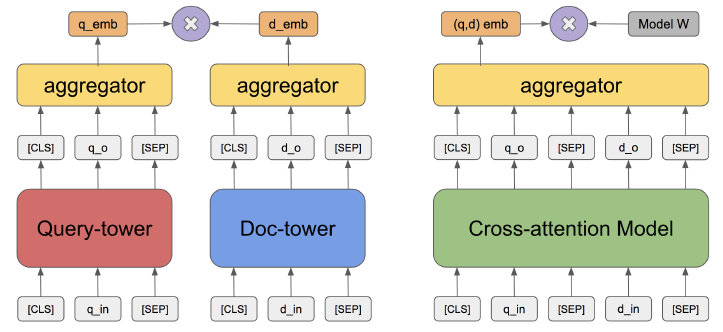 q_emb
d_emb
(q,d) emb
Model W
aggregator
aggregator
aggregator
[CLS]
q_o
[SEP]
[CLS]
d_o
[SEP]
[CLS]
q_o
[SEP]
d_o
[SEP]
Query-tower
Doc-tower
Cross-attention Model
[CLS]
q_in
[SEP]
[CLS]
d_in
[SEP]
[CLS]
q_in
[SEP]
d_in
[SEP]